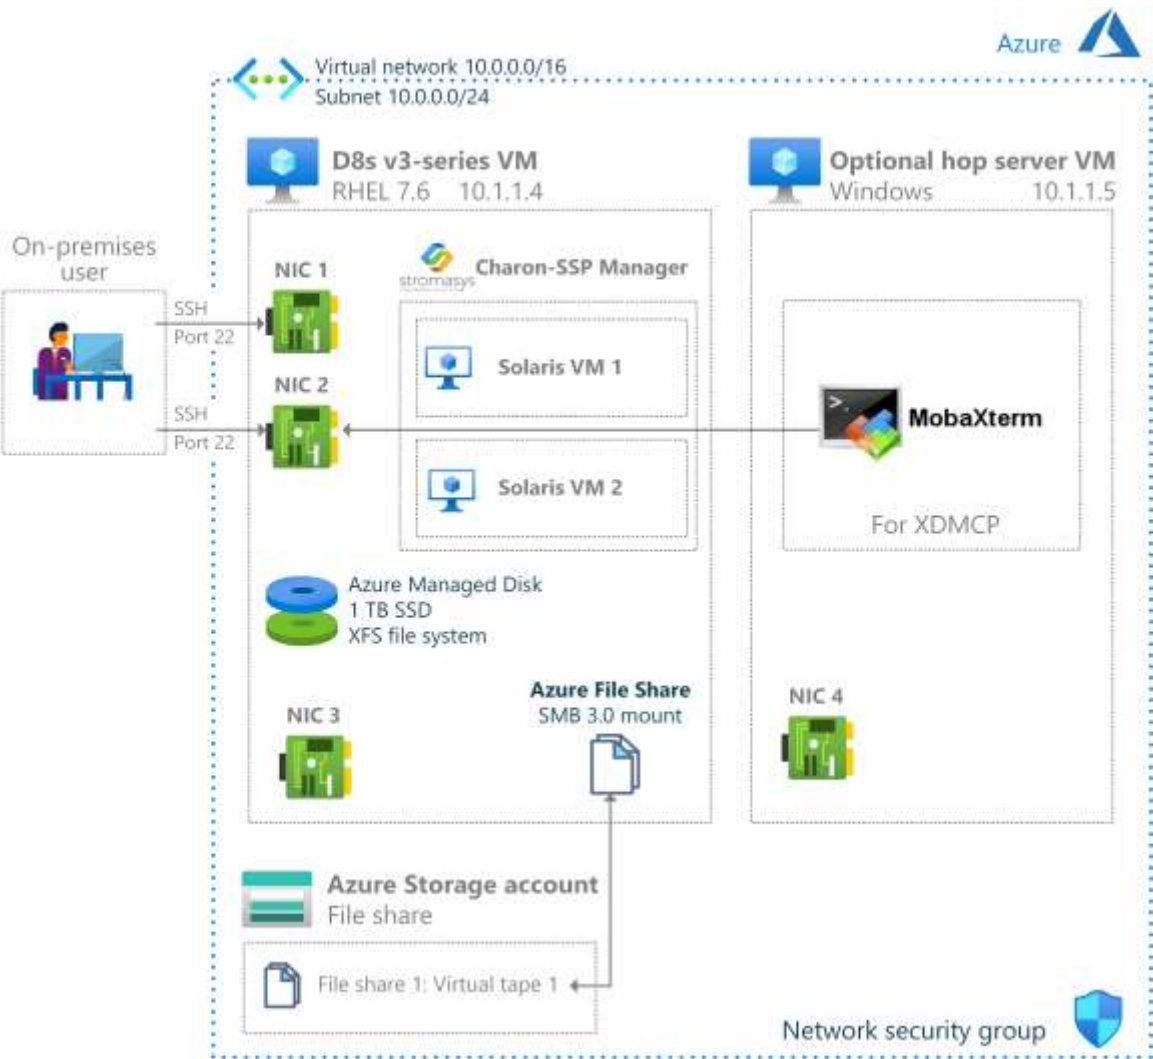 Azure
Virtual network 10.0.0.0/16
Subnet 10.0.0.0/24
D8s v3-series VM
RHEL 7.6 10.1.1.4
Optional hop server VM
Windows 10.1.1.5
On-premises
user
SSH
Port 22
SSH
Port 22
NIC 1
NIC 2
stromasys
Charon-SSP Manager
Solaris VM 1
Solaris VM 2
>_
MobaXterm
For XDMCP
Azure Managed Disk
1 TB SSD
XFS file system
NIC 3
Azure File Share
SMB 3.0 mount
NIC 4
Azure Storage account
File share
File share 1: Virtual tape 1
Network security group